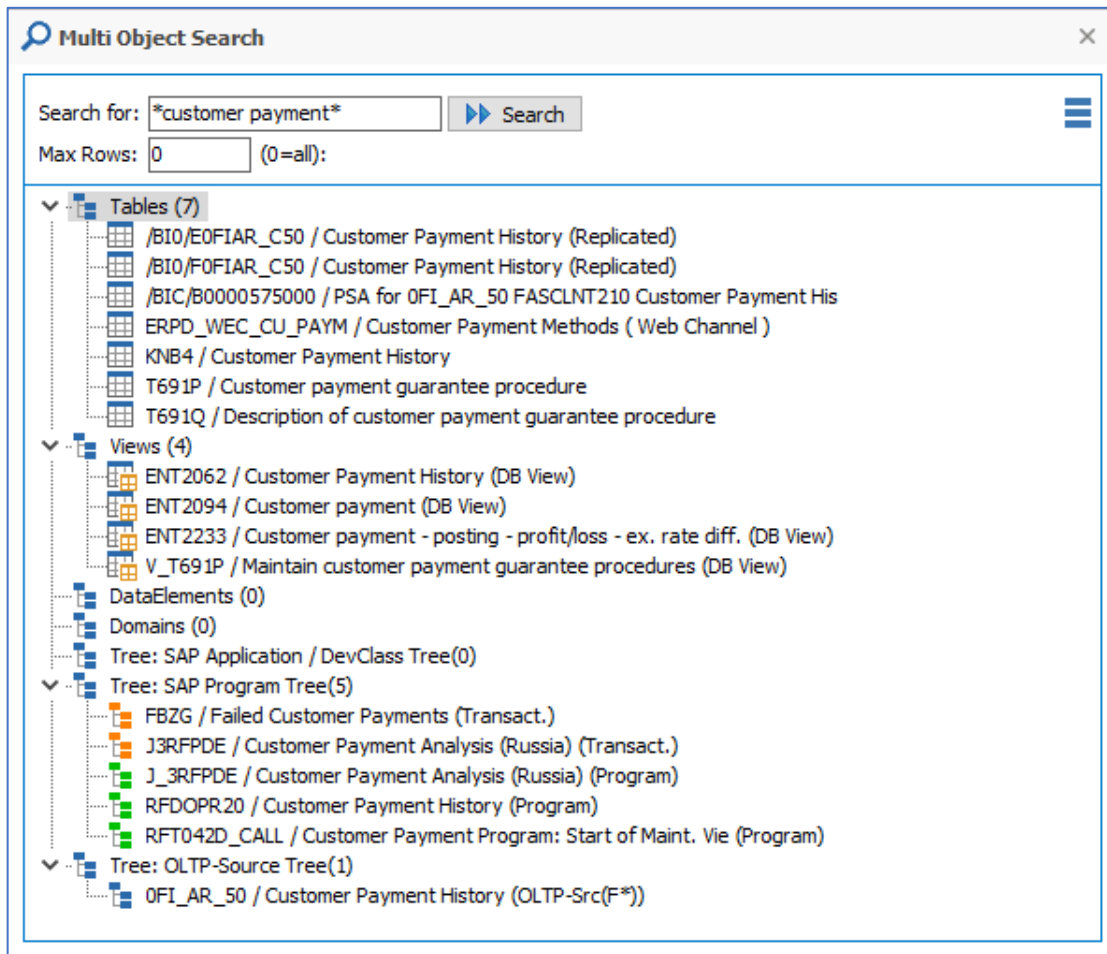 Multi Object Search
Search for: *customer payment* Search
Max Rows: 0 (0=all):
Tables (7)
/BI0/E0FIAR_C50 / Customer Payment History (Replicated)
/BI0/F0FIAR_C50 / Customer Payment History (Replicated)
/BIC/B0000575000 / PSA for 0FI_AR_50 FASCLNT210 Customer Payment His
ERPD_WEC_CU_PAYM / Customer Payment Methods ( Web Channel )
KNB4 / Customer Payment History
T691P / Customer payment guarantee procedure
T691Q / Description of customer payment guarantee procedure
Views (4)
ENT2062 / Customer Payment History (DB View)
ENT2094 / Customer payment (DB View)
ENT2233 / Customer payment - posting - profit/loss - ex. rate diff. (DB View)
V_T691P / Maintain customer payment guarantee procedures (DB View)
DataElements (0)
Domains (0)
Tree: SAP Application / DevClass Tree(0)
Tree: SAP Program Tree(5)
FBZG / Failed Customer Payments (Transact.)
J3RFPDE / Customer Payment Analysis (Russia) (Transact.)
J_3RFPDE / Customer Payment Analysis (Russia) (Program)
RFDOPR20 / Customer Payment History (Program)
RFT042D_CALL / Customer Payment Program: Start of Maint. Vie (Program)
Tree: OLTP-Source Tree(1)
0FI_AR_50 / Customer Payment History (OLTP-Src(F*))